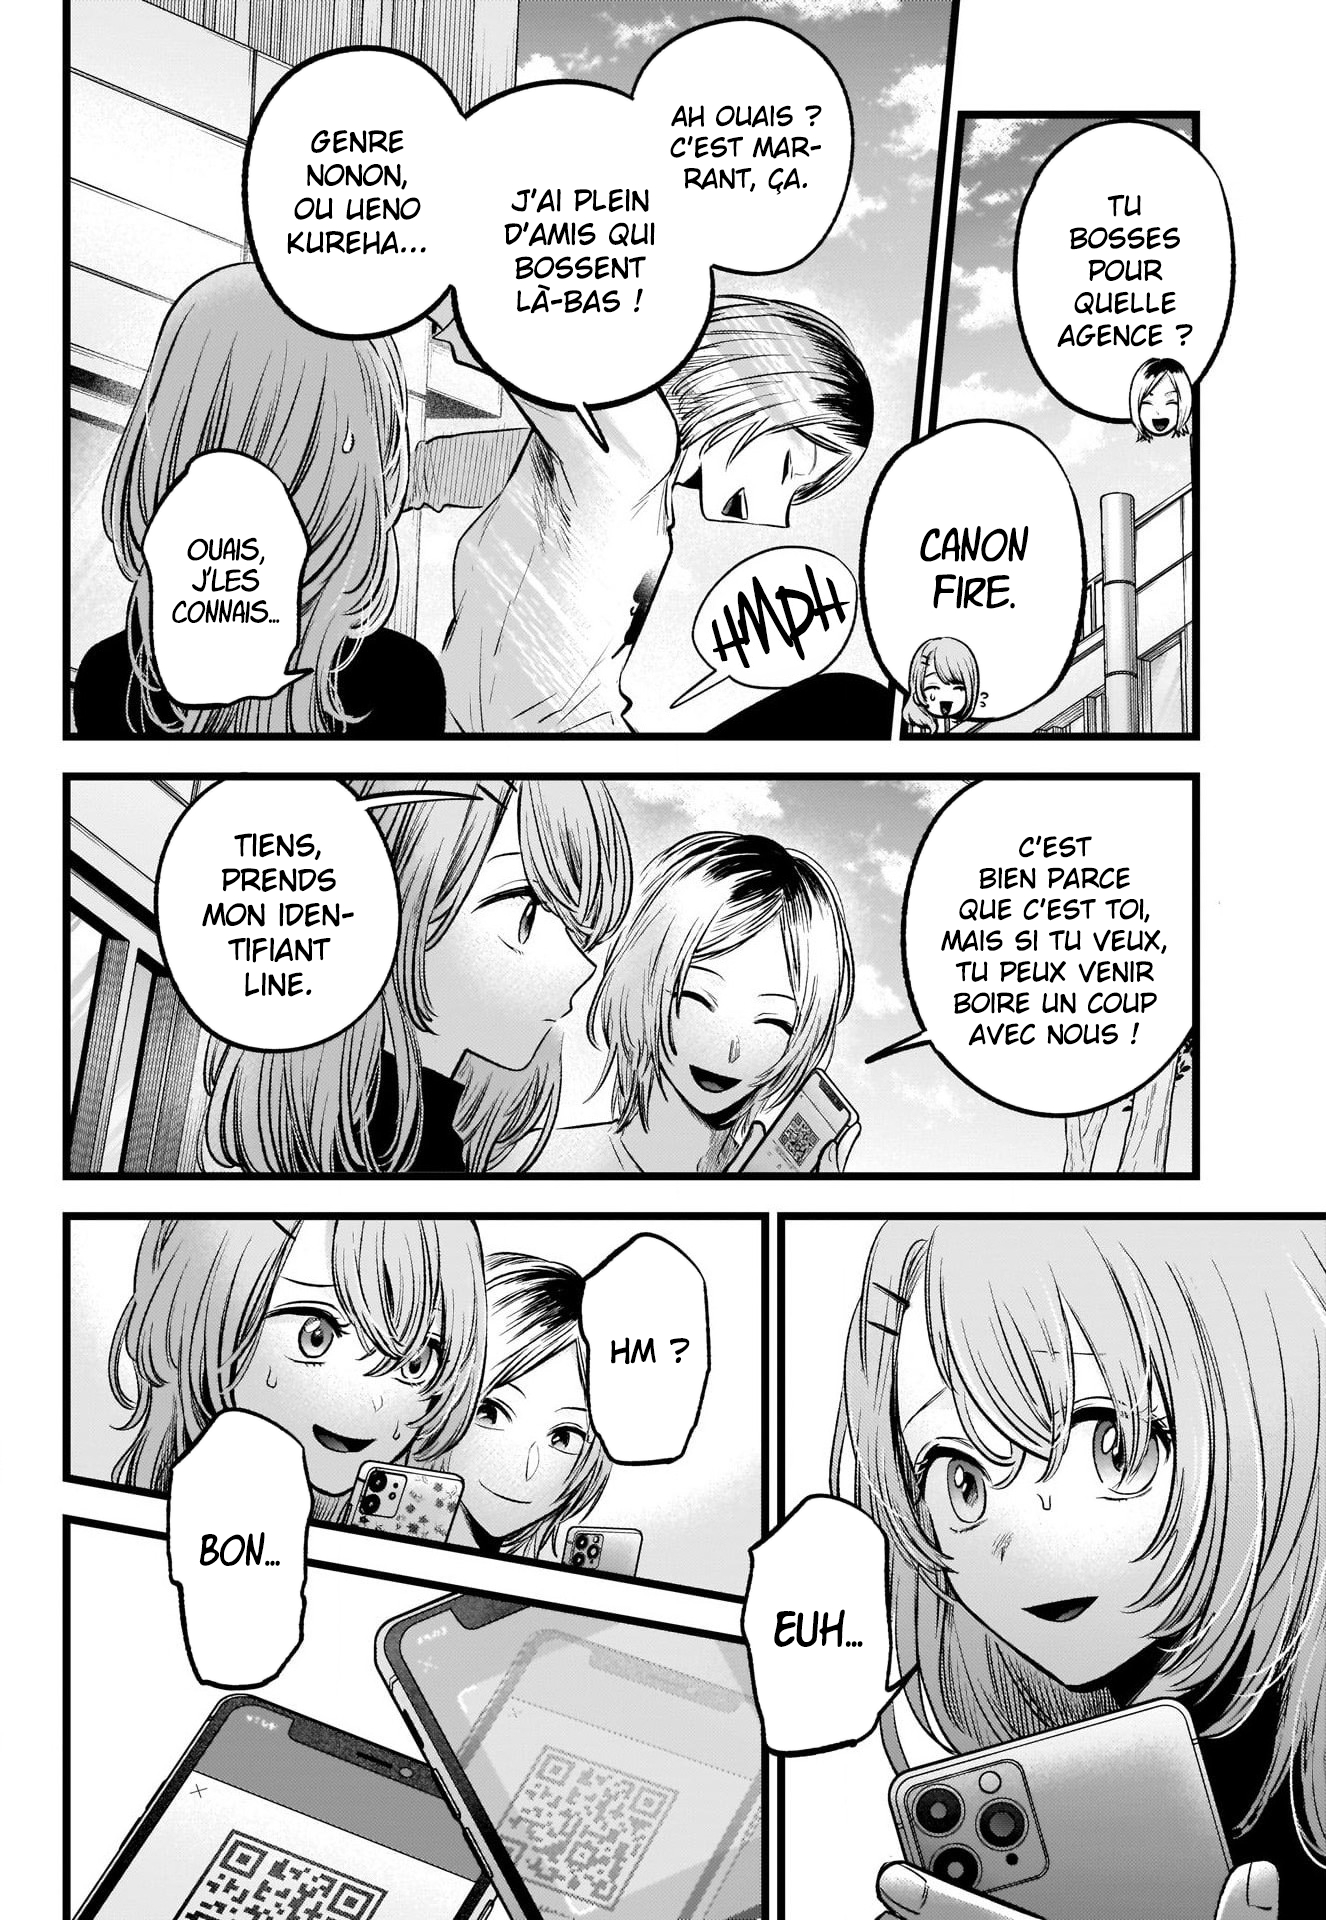 TU
BOSSES
POUR
QUELLE
AGENCE ?
CANON
FIRE.
AH OUAIS ?
C'EST MAR-
RANT, ÇA.
J'AI PLEIN
D'AMIS QUI
BOSSENT
LÀ-BAS !
GENRE
NONON,
OU UENO
KUREHA...
HMPH
OUAIS,
J'LES
CONNAIS...
C'EST
BIEN PARCE
QUE C'EST TOI,
MAIS SI TU VEUX,
TU PEUX VENIR
BOIRE UN COUP
AVEC NOUS !
TIENS,
PRENDS
MON IDEN-
TIFIANT
LINE.
EUH...
HM ?
BON...